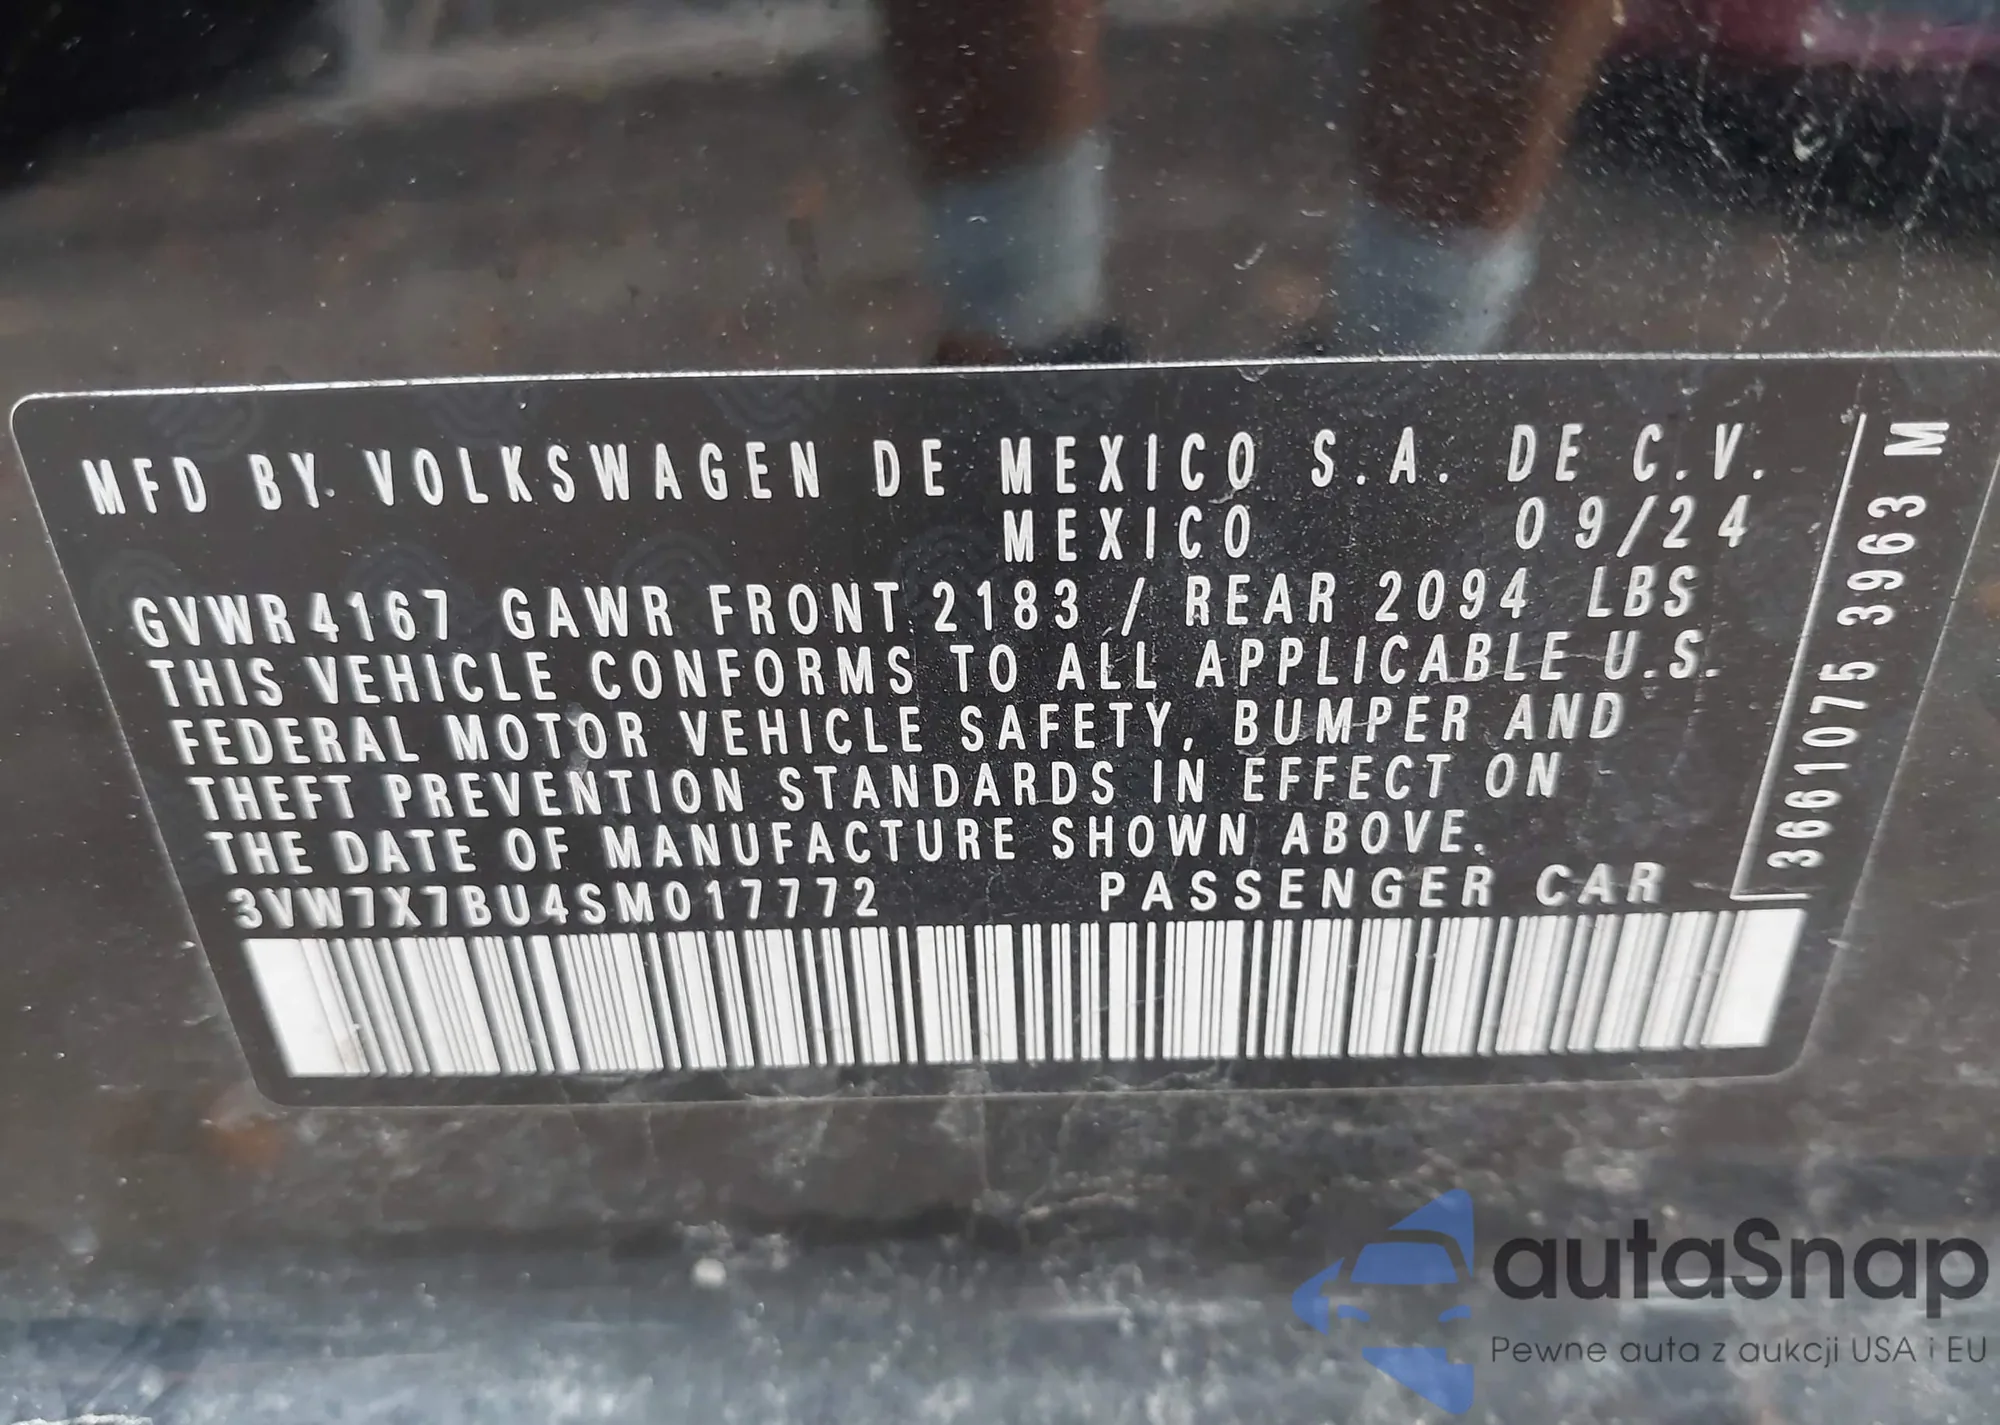 MFD BY VOLKSWAGEN DE MEXICO S.A. DE C.V.
MEXICO 09/24
GVWR 4167 GAWR FRONT 2183 / REAR 2094 LBS
THIS VEHICLE CONFORMS TO ALL APPLICABLE U.S.
FEDERAL MOTOR VEHICLE SAFETY, BUMPER AND
THEFT PREVENTION STANDARDS IN EFFECT ON
THE DATE OF MANUFACTURE SHOWN ABOVE.
3VW7X7BU4SM017772 PASSENGER CAR
3661075 3963 M
autaSnap
Pewne auta z aukcji USA i EU